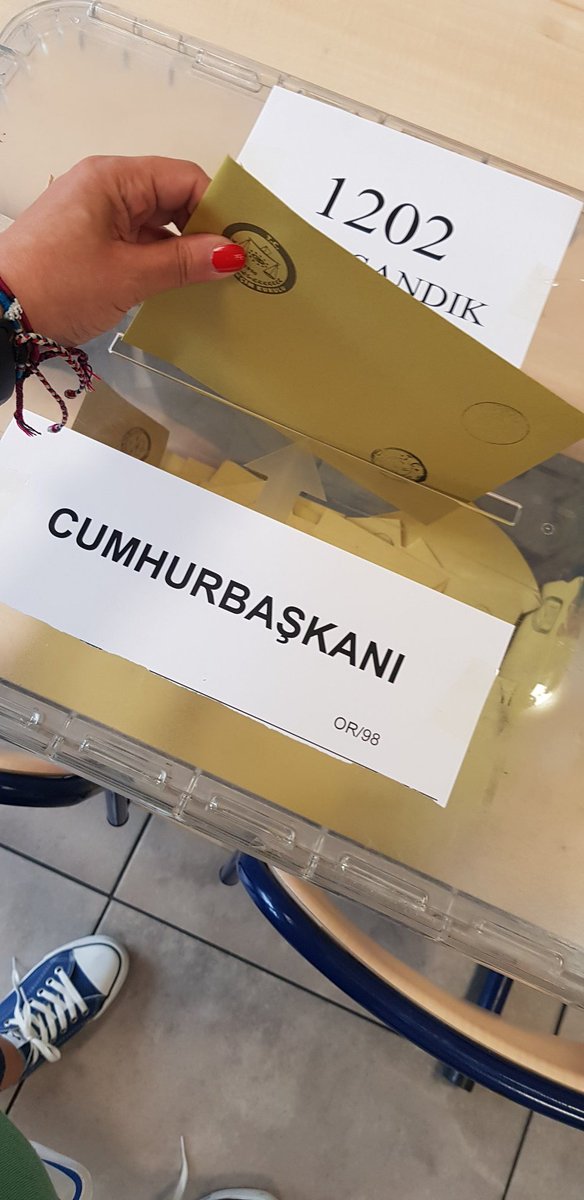 1202
SANDIK
T.C.
CUMHURBAŞKANI
OR/98